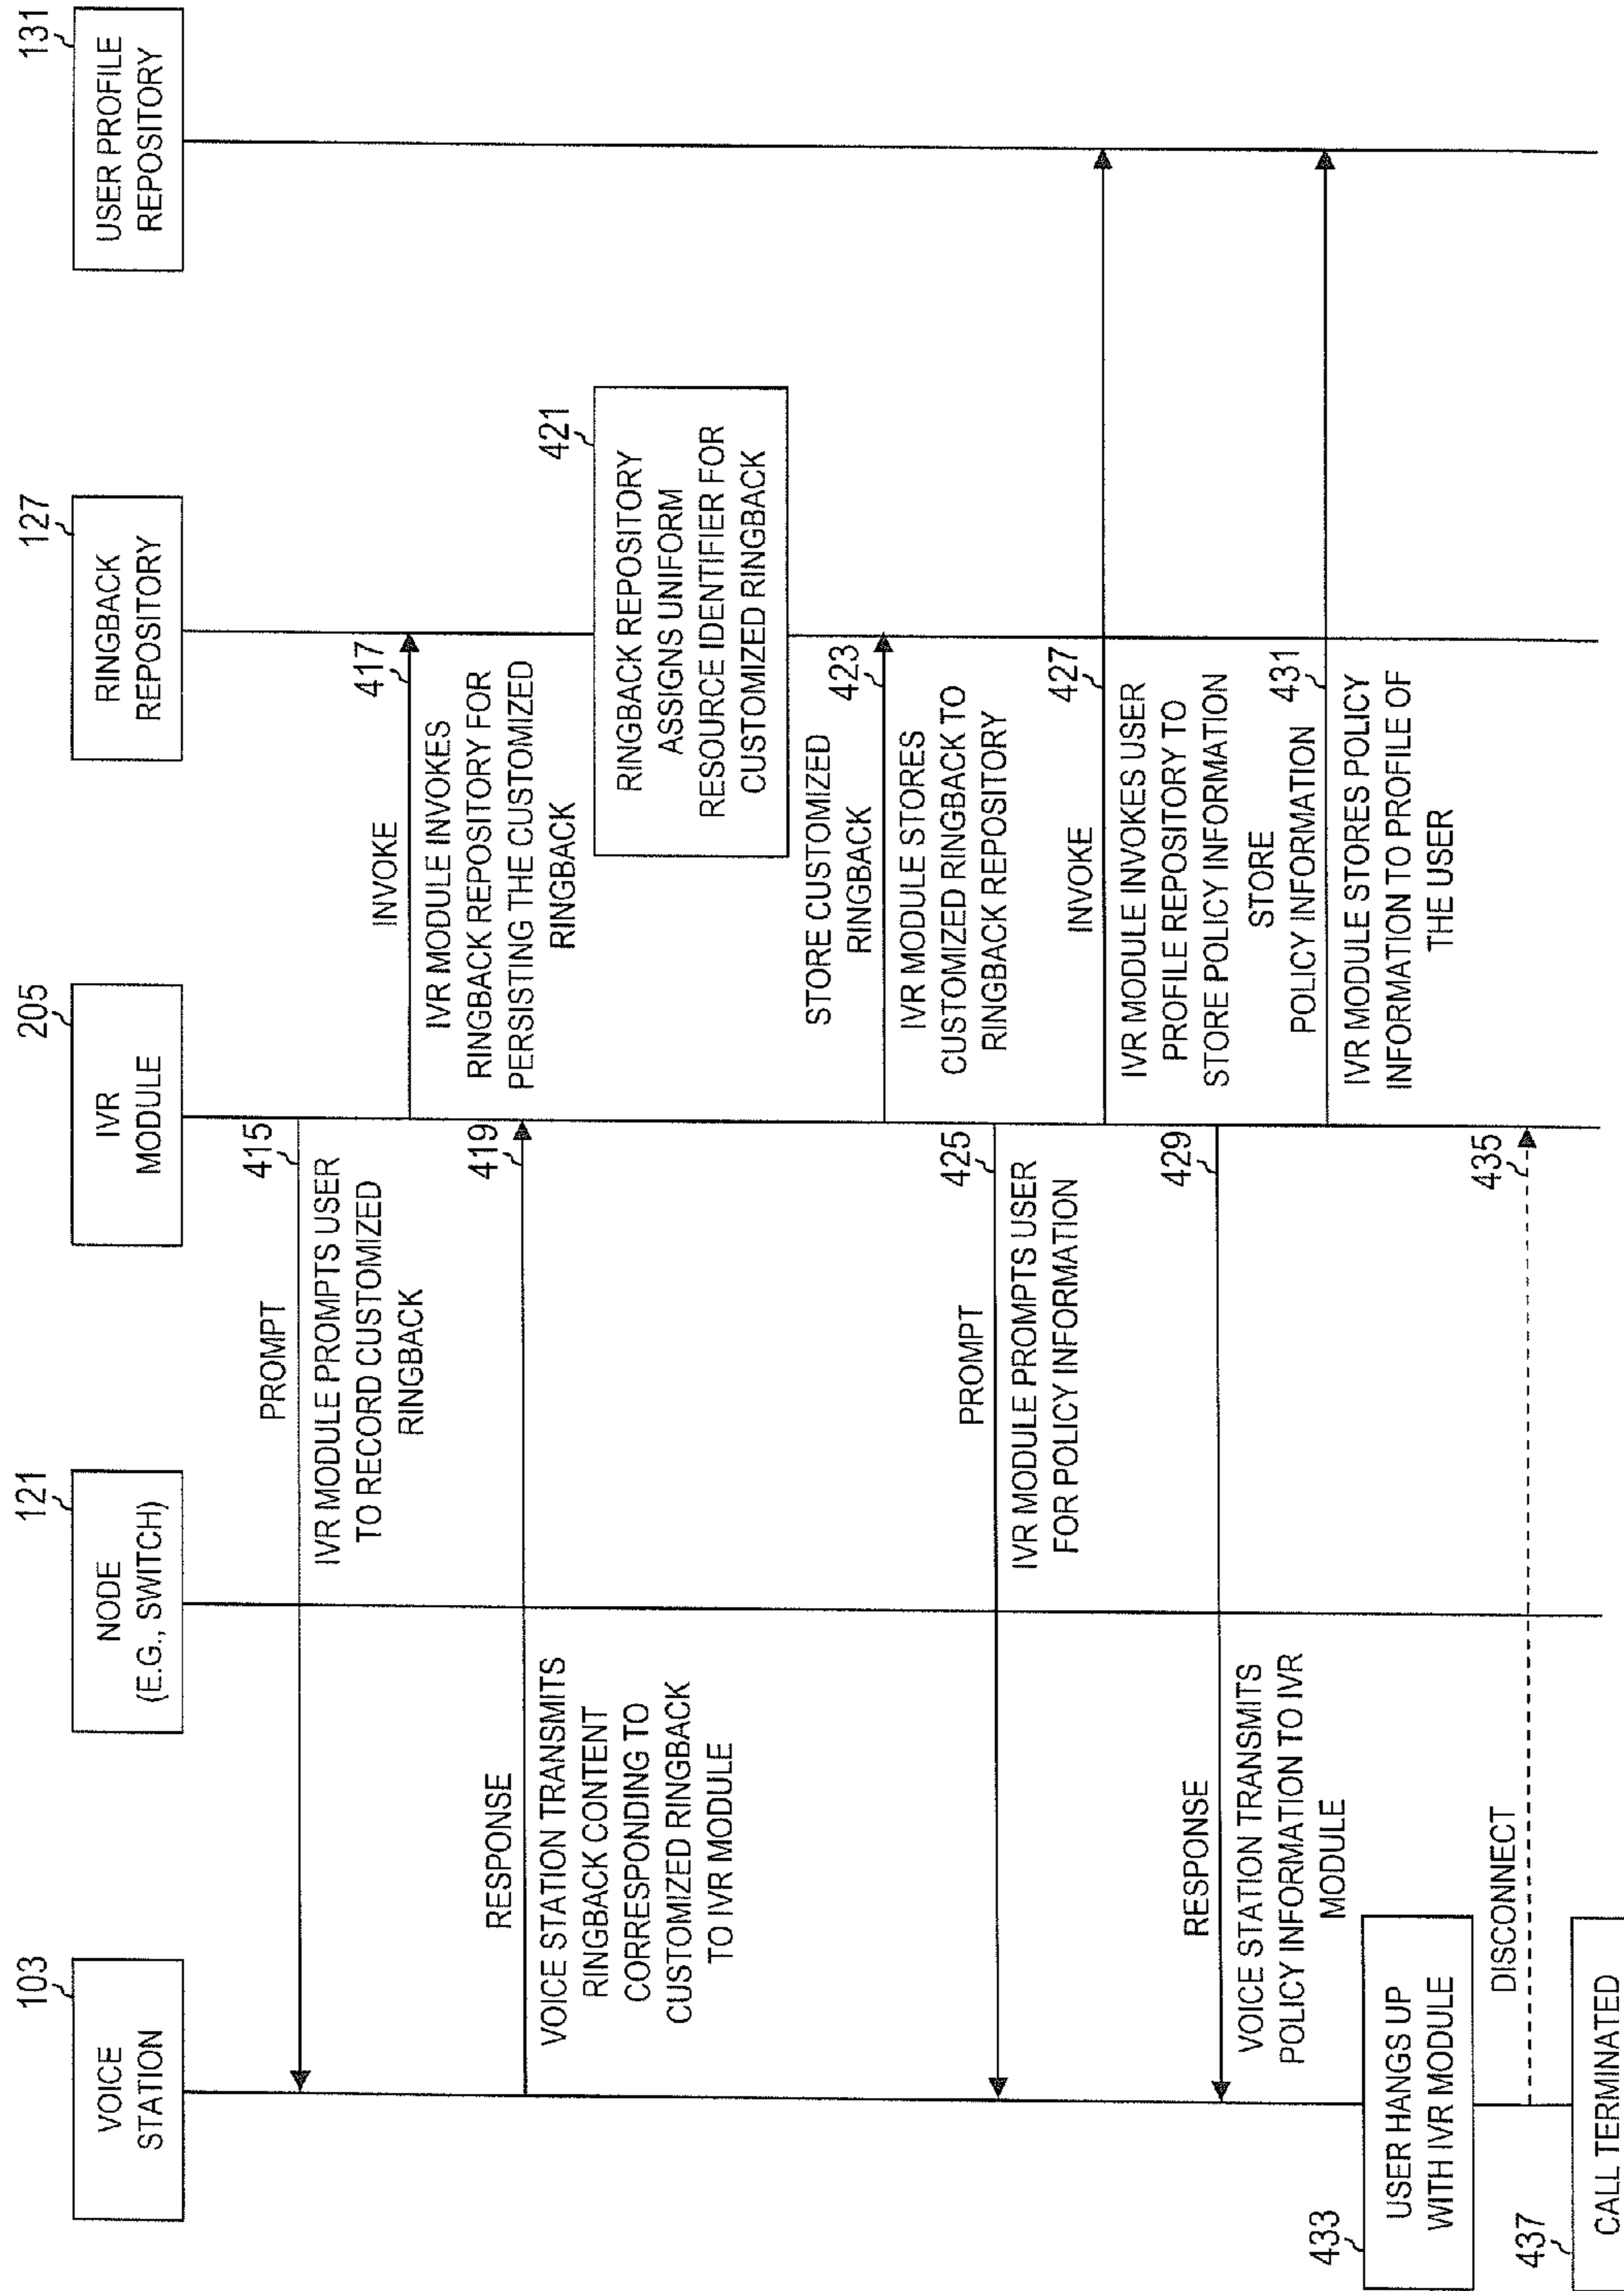 103
VOICE
STATION
121
NODE
(E.G., SWITCH)
205
IVR
MODULE
127
RINGBACK
REPOSITORY
131
USER PROFILE
REPOSITORY
PROMPT
415
IVR MODULE PROMPTS USER
TO RECORD CUSTOMIZED
RINGBACK
INVOKE
417
IVR MODULE INVOKES
RINGBACK REPOSITORY FOR
PERSISTING THE CUSTOMIZED
RINGBACK
RESPONSE
419
VOICE STATION TRANSMITS
RINGBACK CONTENT
CORRESPONDING TO
CUSTOMIZED RINGBACK
TO IVR MODULE
421
RINGBACK REPOSITORY
ASSIGNS UNIFORM
RESOURCE IDENTIFIER FOR
CUSTOMIZED RINGBACK
STORE CUSTOMIZED
RINGBACK
423
IVR MODULE STORES
CUSTOMIZED RINGBACK TO
RINGBACK REPOSITORY
PROMPT
425
IVR MODULE PROMPTS USER
FOR POLICY INFORMATION
INVOKE
427
IVR MODULE INVOKES USER
PROFILE REPOSITORY TO
STORE POLICY INFORMATION
RESPONSE
429
VOICE STATION TRANSMITS
POLICY INFORMATION TO IVR
MODULE
STORE
POLICY INFORMATION
431
IVR MODULE STORES POLICY
INFORMATION TO PROFILE OF
THE USER
433
USER HANGS UP
WITH IVR MODULE
DISCONNECT
435
437
CALL TERMINATED